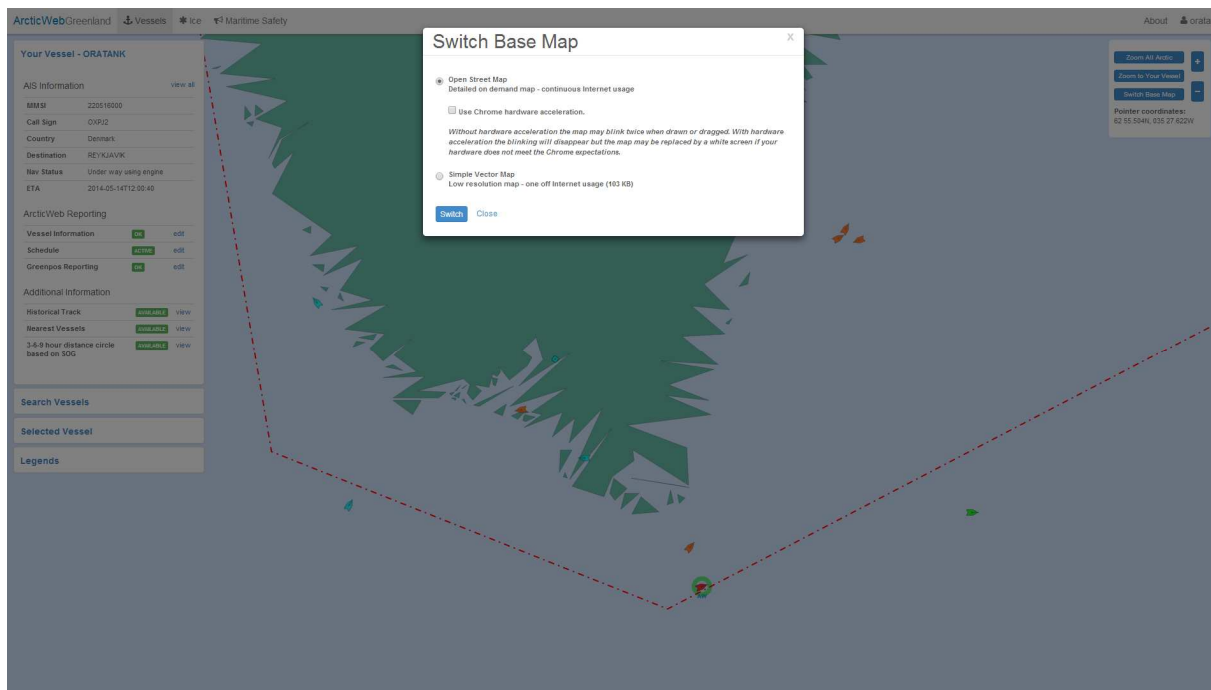 ArcticWebGreenland Vessels Ice Maritime Safety About orata
Your Vessel - ORATANK
AIS Information view all
MMSI 220516000
Call Sign OXPJ2
Country Denmark
Destination REYKJAVIK
Nav Status Under way using engine
ETA 2014-05-14T12:00:40
ArcticWeb Reporting
Vessel Information OK edit
Schedule ACTIVE edit
Greenpos Reporting OK edit
Additional Information
Historical Track AVAILABLE view
Nearest Vessels AVAILABLE view
3-6-9 hour distance circle AVAILABLE view
based on SOG
Search Vessels
Selected Vessel
Legends
Switch Base Map X
Open Street Map
Detailed on demand map - continuous Internet usage
Use Chrome hardware acceleration.
Without hardware acceleration the map may blink twice when drawn or dragged. With hardware
acceleration the blinking will disappear but the map may be replaced by a white screen if your
hardware does not meet the Chrome expectations.
Simple Vector Map
Low resolution map - one off Internet usage (103 KB)
Switch Close
Zoom All Arctic +
Zoom to Your Vessel
Switch Base Map −
Pointer coordinates:
62 55.504N, 035 27.622W